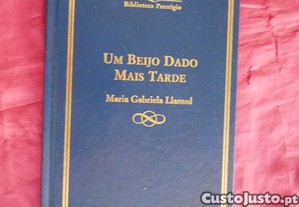 Biblioteca Prestígio
UM BEIJO DADO
MAIS TARDE
Maria Gabriela Llansol
CustoJusto.pt